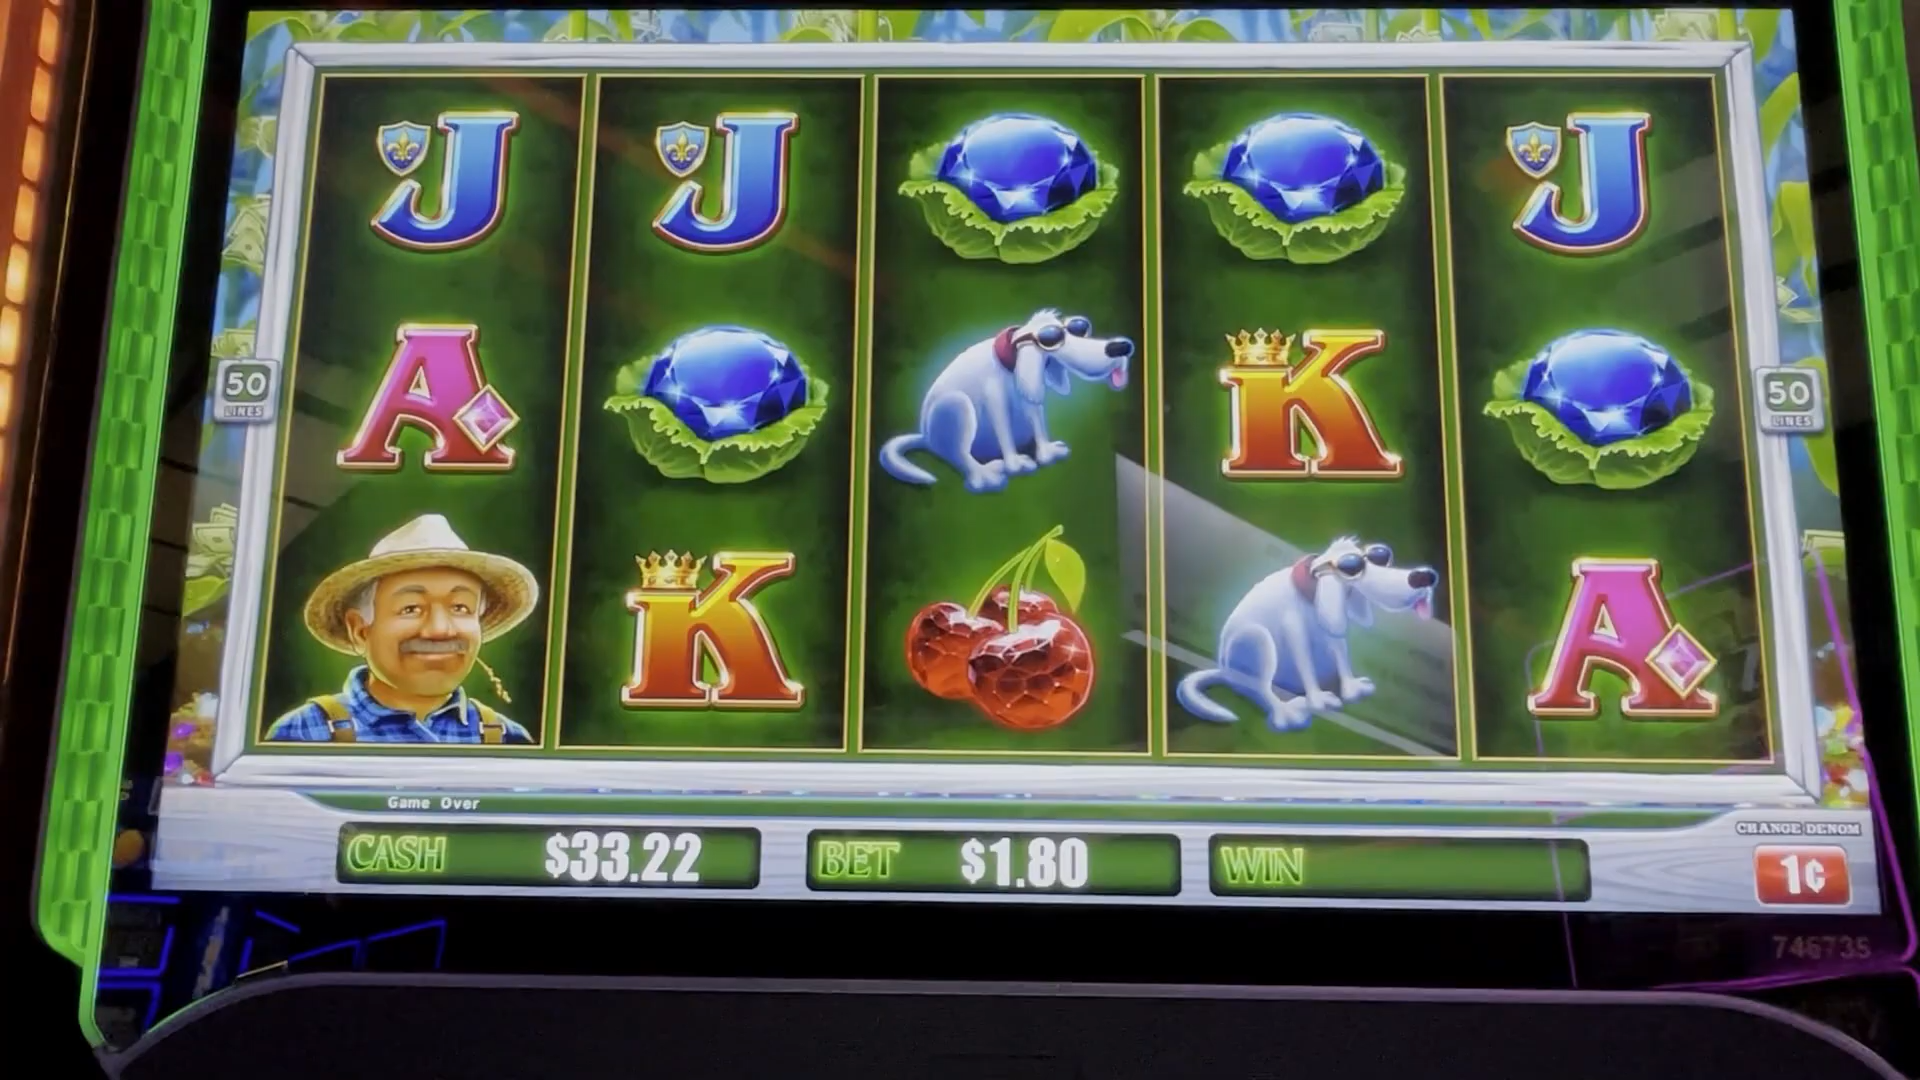 J J J
50 LINES
A K 50 LINES
K A
Game Over
CASH $33.22 BET $1.80 WIN
CHANGE DENOM
1¢
746735